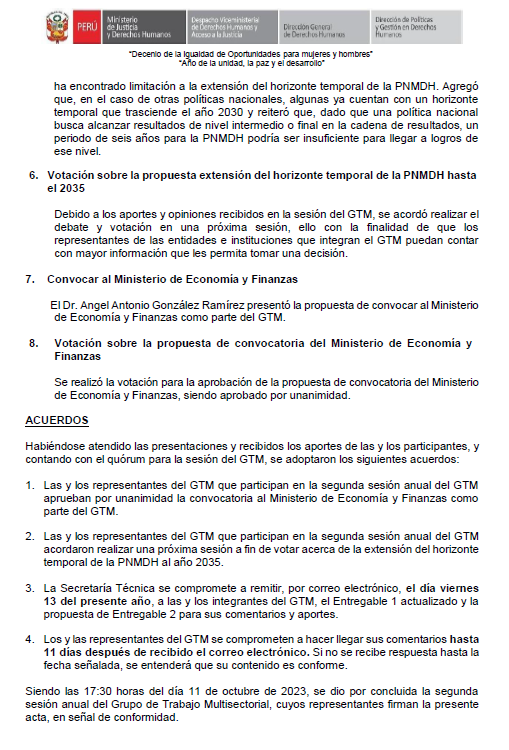 PERÚ
Ministerio
de Justicia
y Derechos Humanos
Despacho Viceministerial
de Derechos Humanos y
Acceso a la Justicia
Dirección General
de Derechos Humanos
Dirección de Políticas
y Gestión en Derechos
Humanos
"Decenio de la Igualdad de Oportunidades para mujeres y hombres"
"Año de la unidad, la paz y el desarrollo"
ha encontrado limitación a la extensión del horizonte temporal de la PNMDH. Agregó
que, en el caso de otras políticas nacionales, algunas ya cuentan con un horizonte
temporal que trasciende el año 2030 y reiteró que, dado que una política nacional
busca alcanzar resultados de nivel intermedio o final en la cadena de resultados, un
periodo de seis años para la PNMDH podría ser insuficiente para llegar a logros de
ese nivel.
6. Votación sobre la propuesta extensión del horizonte temporal de la PNMDH hasta
el 2035
Debido a los aportes y opiniones recibidos en la sesión del GTM, se acordó realizar el
debate y votación en una próxima sesión, ello con la finalidad de que los
representantes de las entidades e instituciones que integran el GTM puedan contar
con mayor información que les permita tomar una decisión.
7. Convocar al Ministerio de Economía y Finanzas
El Dr. Angel Antonio González Ramírez presentó la propuesta de convocar al Ministerio
de Economía y Finanzas como parte del GTM.
8. Votación sobre la propuesta de convocatoria del Ministerio de Economía y
Finanzas
Se realizó la votación para la aprobación de la propuesta de convocatoria del Ministerio
de Economía y Finanzas, siendo aprobado por unanimidad.
ACUERDOS
Habiéndose atendido las presentaciones y recibidos los aportes de las y los participantes, y
contando con el quórum para la sesión del GTM, se adoptaron los siguientes acuerdos:
1. Las y los representantes del GTM que participan en la segunda sesión anual del GTM
aprueban por unanimidad la convocatoria al Ministerio de Economía y Finanzas como
parte del GTM.
2. Las y los representantes del GTM que participan en la segunda sesión anual del GTM
acordaron realizar una próxima sesión a fin de votar acerca de la extensión del horizonte
temporal de la PNMDH al año 2035.
3. La Secretaría Técnica se compromete a remitir, por correo electrónico, el día viernes
13 del presente año, a las y los integrantes del GTM, el Entregable 1 actualizado y la
propuesta de Entregable 2 para sus comentarios y aportes.
4. Los y las representantes del GTM se comprometen a hacer llegar sus comentarios hasta
11 días después de recibido el correo electrónico. Si no se recibe respuesta hasta la
fecha señalada, se entenderá que su contenido es conforme.
Siendo las 17:30 horas del día 11 de octubre de 2023, se dio por concluida la segunda
sesión anual del Grupo de Trabajo Multisectorial, cuyos representantes firman la presente
acta, en señal de conformidad.